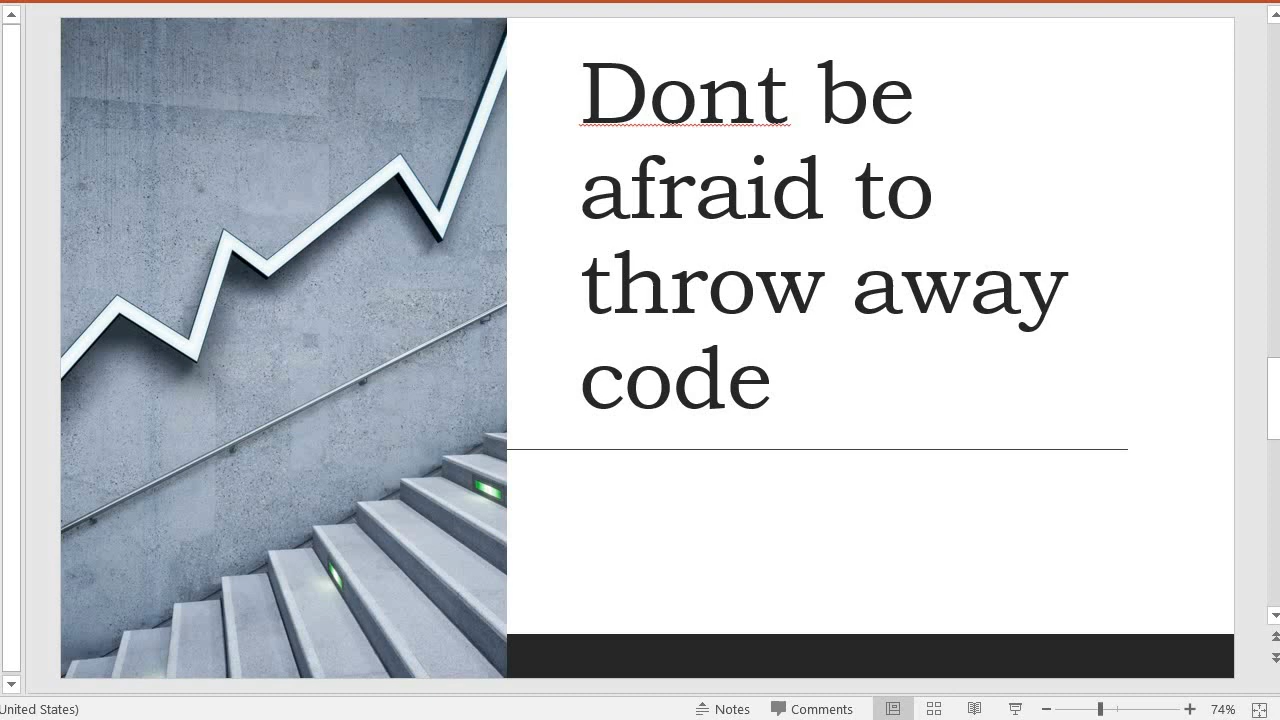 Dont be
afraid to
throw away
code
United States)
Notes
Comments
74%